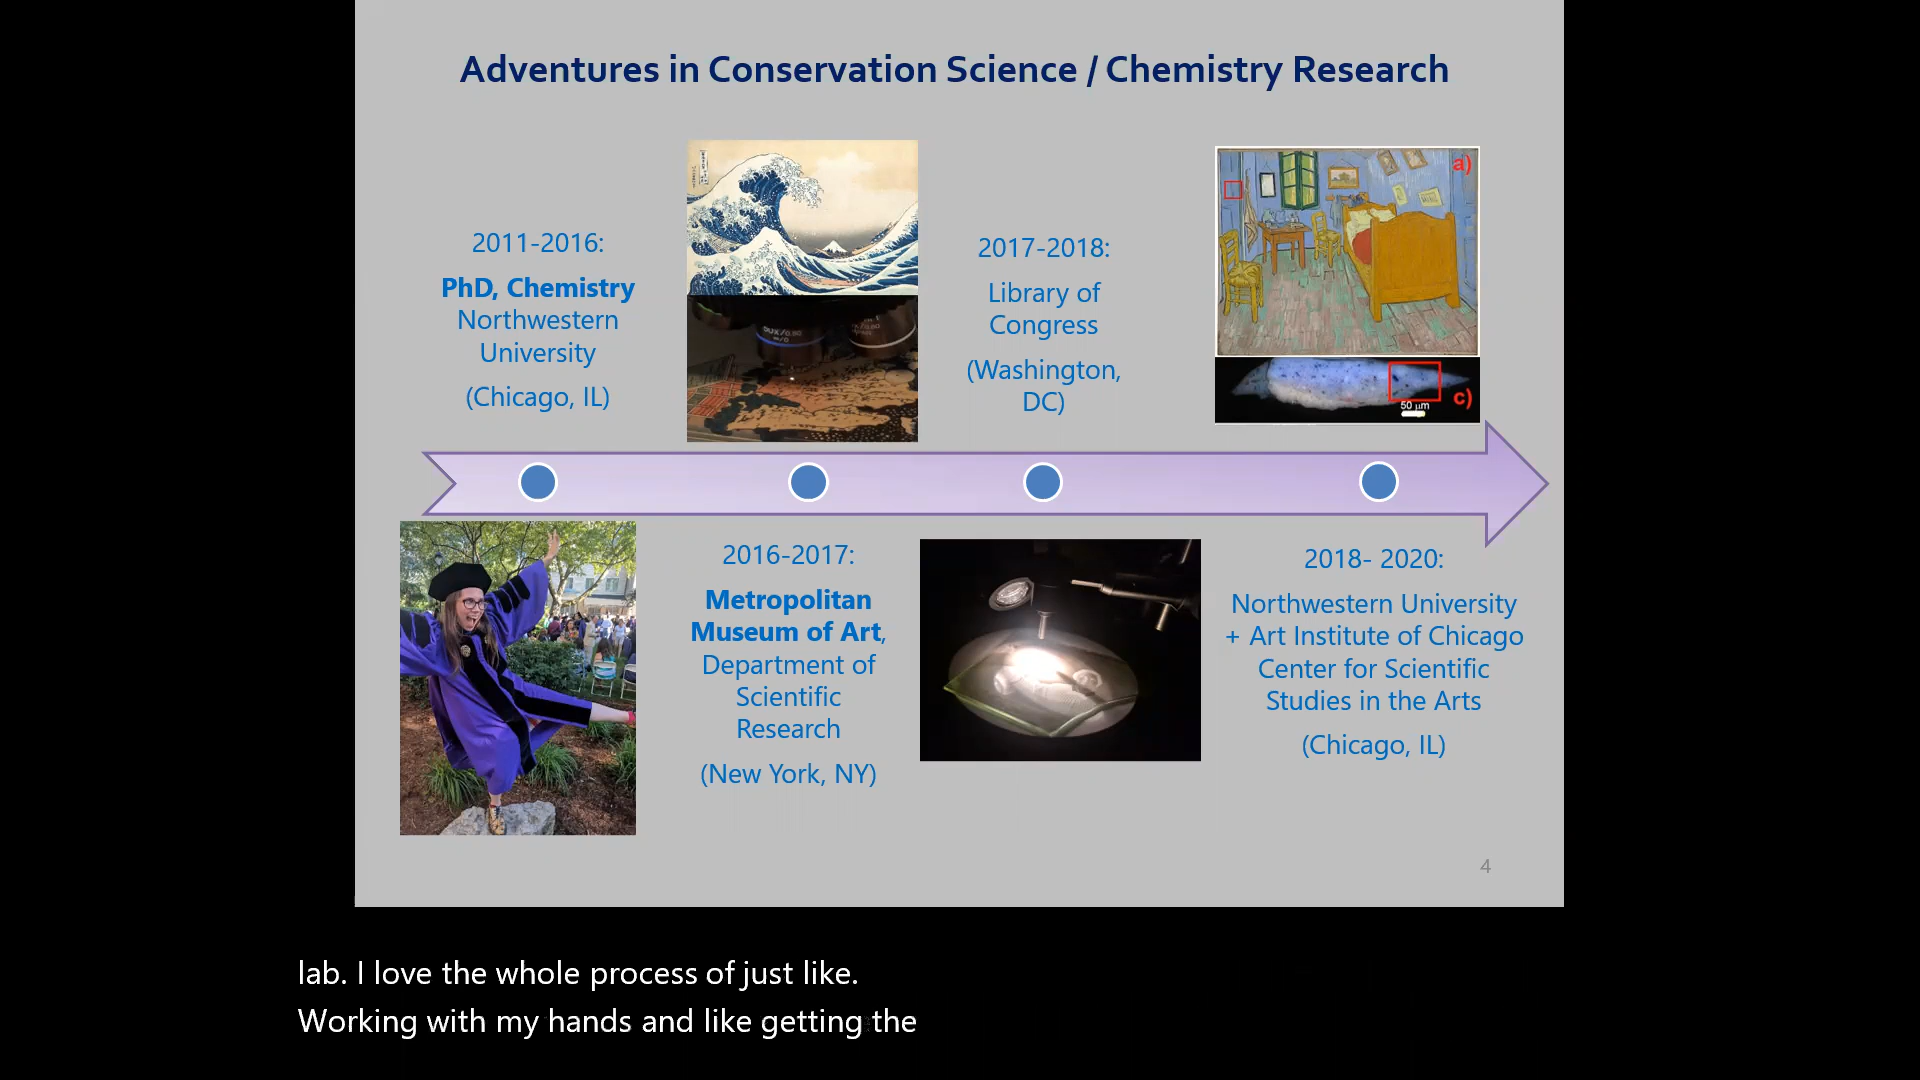 Adventures in Conservation Science / Chemistry Research
2011-2016:
PhD, Chemistry
Northwestern
University
(Chicago, IL)
2017-2018:
Library of
Congress
(Washington,
DC)
a)
50 µm
c)
2016-2017:
Metropolitan
Museum of Art,
Department of
Scientific
Research
(New York, NY)
2018- 2020:
Northwestern University
+ Art Institute of Chicago
Center for Scientific
Studies in the Arts
(Chicago, IL)
4
lab. I love the whole process of just like.
Working with my hands and like getting the